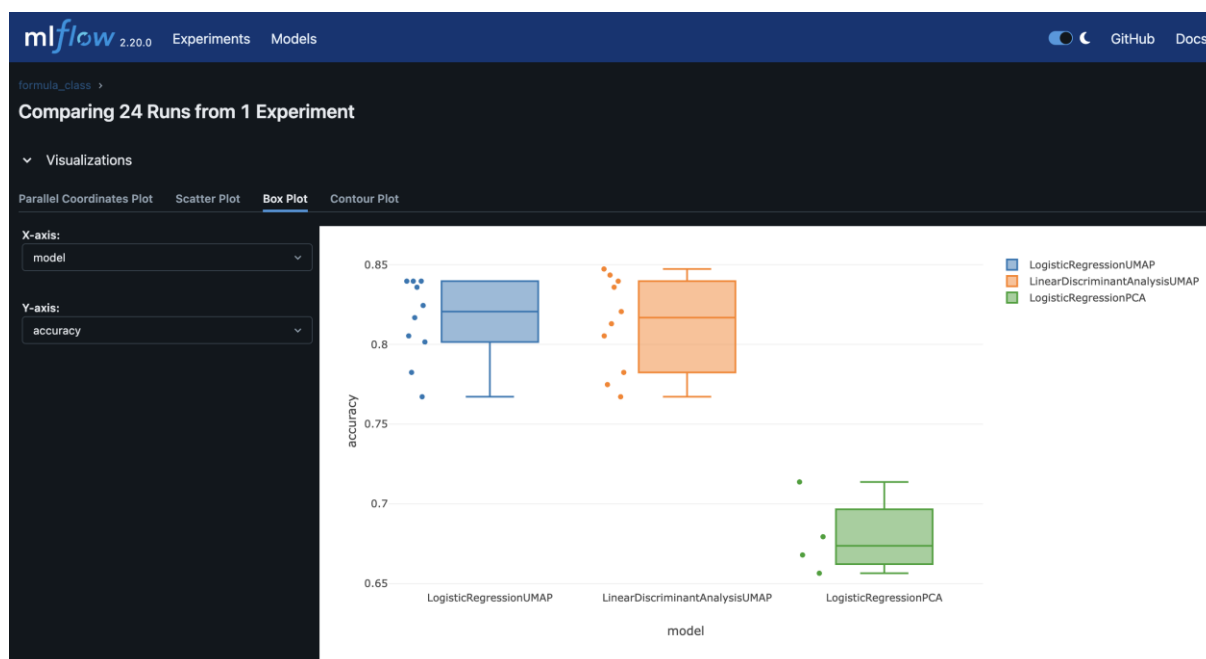 mlflow 2.20.0 Experiments Models GitHub Docs
formula_class >
Comparing 24 Runs from 1 Experiment
Visualizations
Parallel Coordinates Plot Scatter Plot Box Plot Contour Plot
X-axis:
model
Y-axis:
accuracy
0.85
0.8
0.75
0.7
0.65
accuracy
LogisticRegressionUMAP LinearDiscriminantAnalysisUMAP LogisticRegressionPCA
model
LogisticRegressionUMAP
LinearDiscriminantAnalysisUMAP
LogisticRegressionPCA